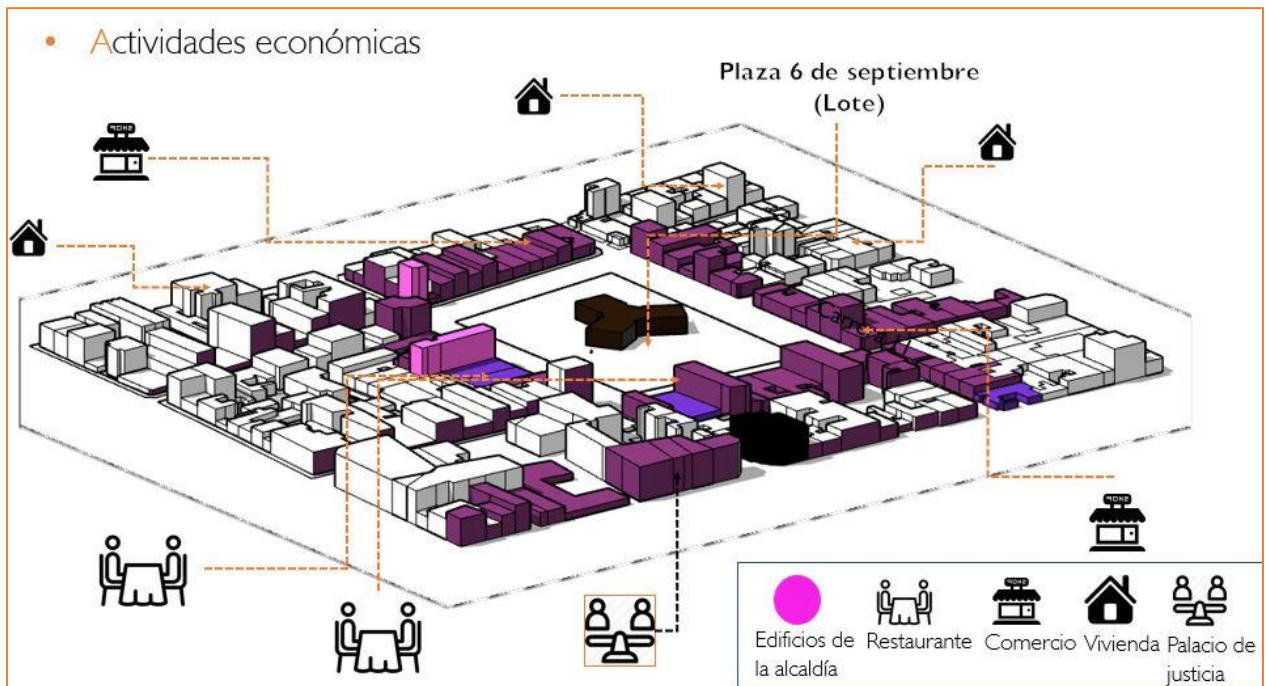 • Actividades económicas
Plaza 6 de septiembre
(Lote)
Edificios de
la alcaldía
Restaurante
Comercio
Vivienda
Palacio de
justicia